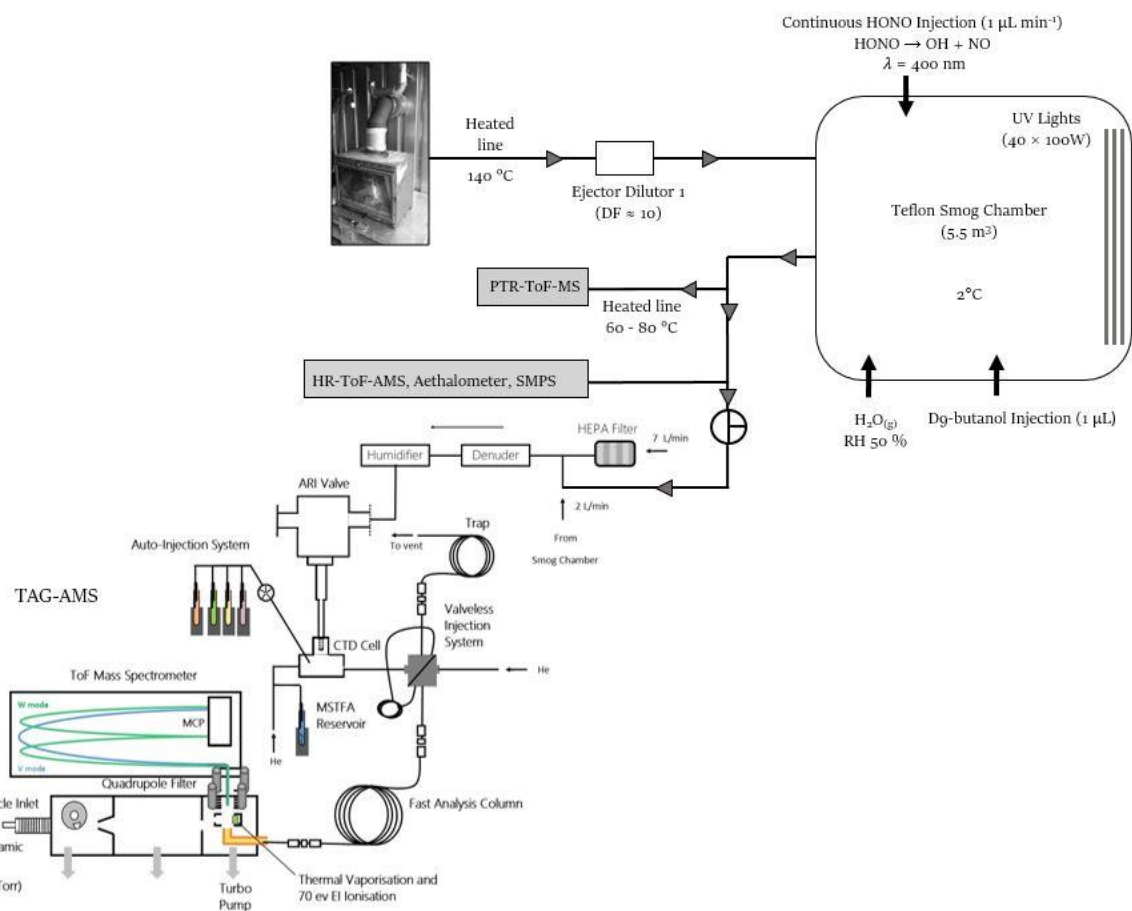 Continuous HONO Injection (1 µL min⁻¹)
HONO → OH + NO
λ = 400 nm
UV Lights
(40 × 100W)
Heated
line
140 °C
Ejector Dilutor 1
(DF ≈ 10)
Teflon Smog Chamber
(5.5 m³)
2°C
PTR-ToF-MS
Heated line
60 - 80 °C
HR-ToF-AMS, Aethalometer, SMPS
H₂O₍g₎
RH 50 %
D9-butanol Injection (1 µL)
HEPA Filter
7 L/min
Humidifier
Denuder
2 L/min
From
Smog Chamber
ARI Valve
To vent
Trap
Auto-Injection System
TAG-AMS
Valveless
Injection
System
CTD Cell
He
MSTFA
Reservoir
He
ToF Mass Spectrometer
W mode
MCP
V mode
Quadrupole Filter
cle Inlet
amic
Torr)
Fast Analysis Column
Turbo
Pump
Thermal Vaporisation and
70 ev EI Ionisation